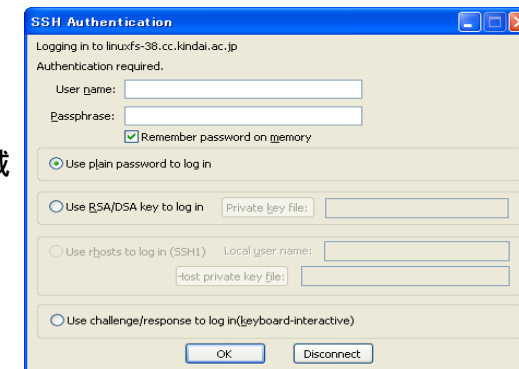 SSH Authentication
Logging in to linuxfs-38.cc.kindai.ac.jp
Authentication required.
User name:
Passphrase:
Remember password on memory
Use plain password to log in
Use RSA/DSA key to log in Private key file:
Use rhosts to log in (SSH1) Local user name:
Host private key file:
Use challenge/response to log in(keyboard-interactive)
OK Disconnect